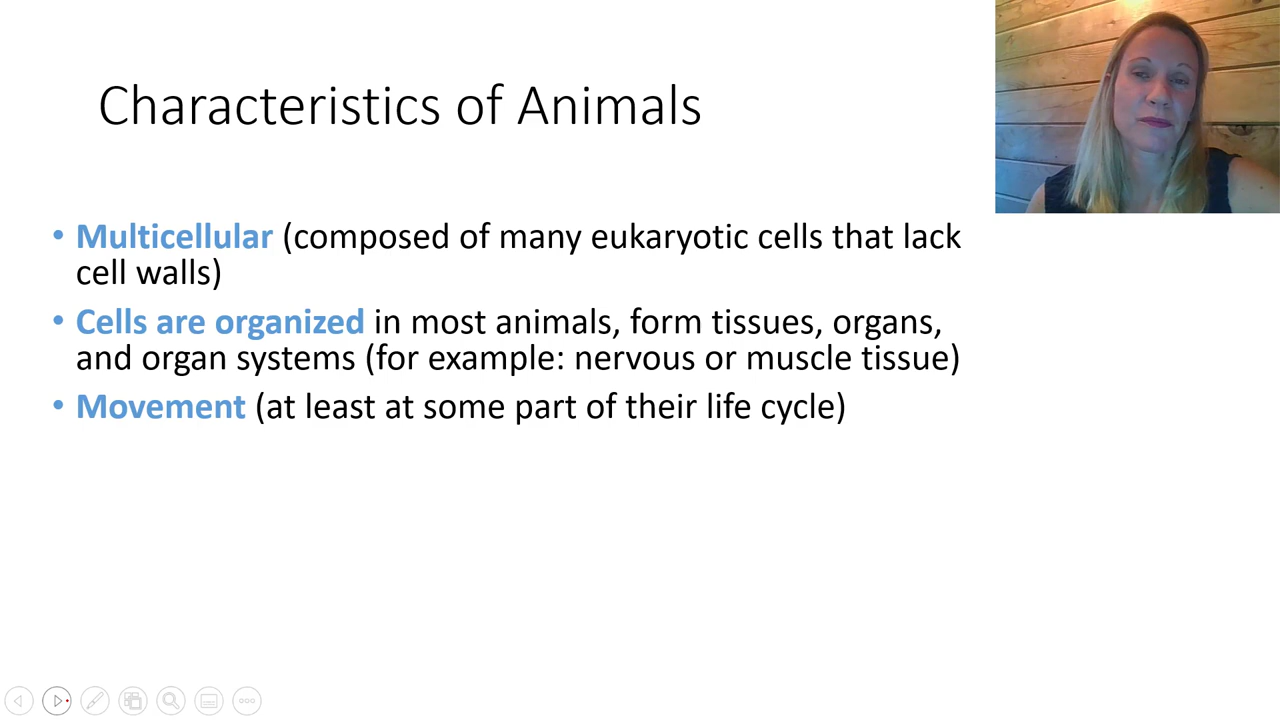 Characteristics of Animals
• Multicellular (composed of many eukaryotic cells that lack
cell walls)
• Cells are organized in most animals, form tissues, organs,
and organ systems (for example: nervous or muscle tissue)
• Movement (at least at some part of their life cycle)